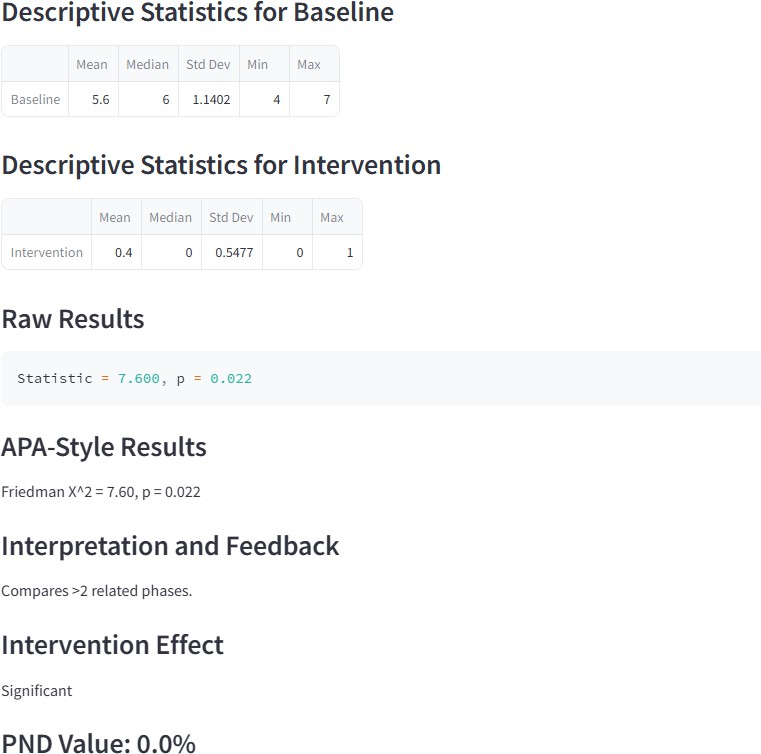 Descriptive Statistics for Baseline
Mean Median Std Dev Min Max
Baseline 5.6 6 1.1402 4 7
Descriptive Statistics for Intervention
Mean Median Std Dev Min Max
Intervention 0.4 0 0.5477 0 1
Raw Results
Statistic = 7.600, p = 0.022
APA-Style Results
Friedman X^2 = 7.60, p = 0.022
Interpretation and Feedback
Compares >2 related phases.
Intervention Effect
Significant
PND Value: 0.0%